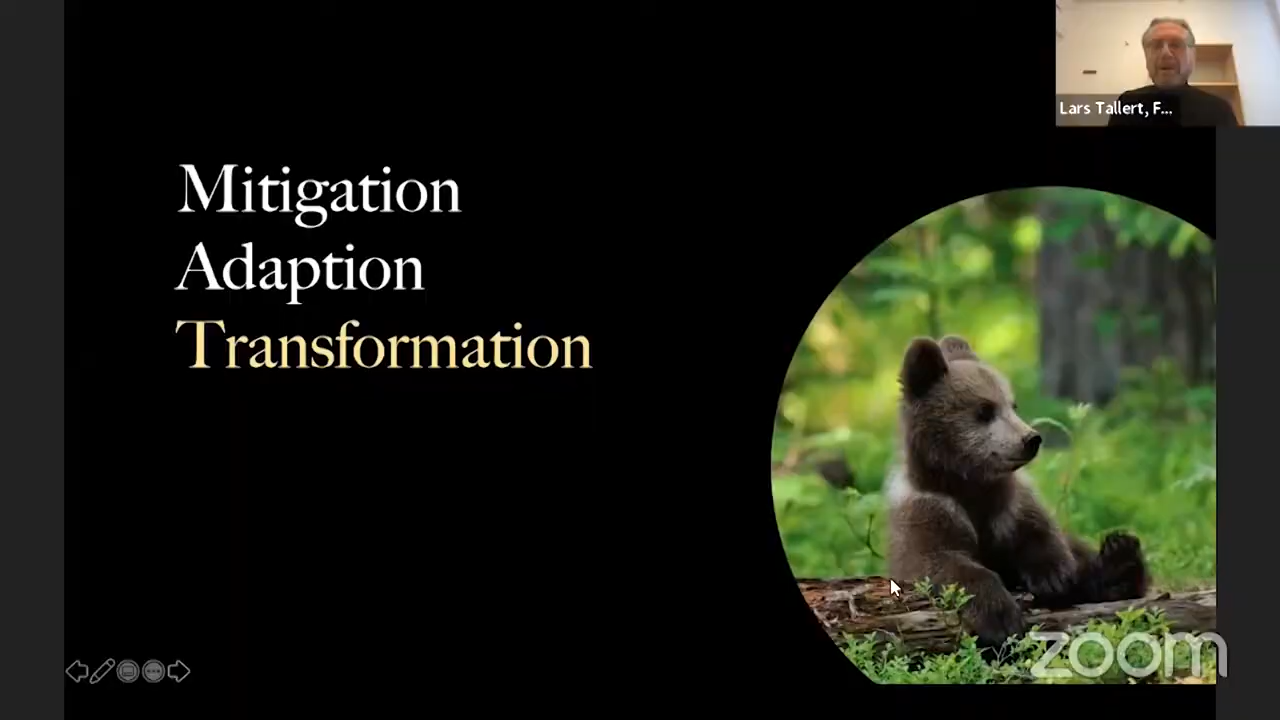 Lars Tallert, F...
Mitigation
Adaption
Transformation
zoom